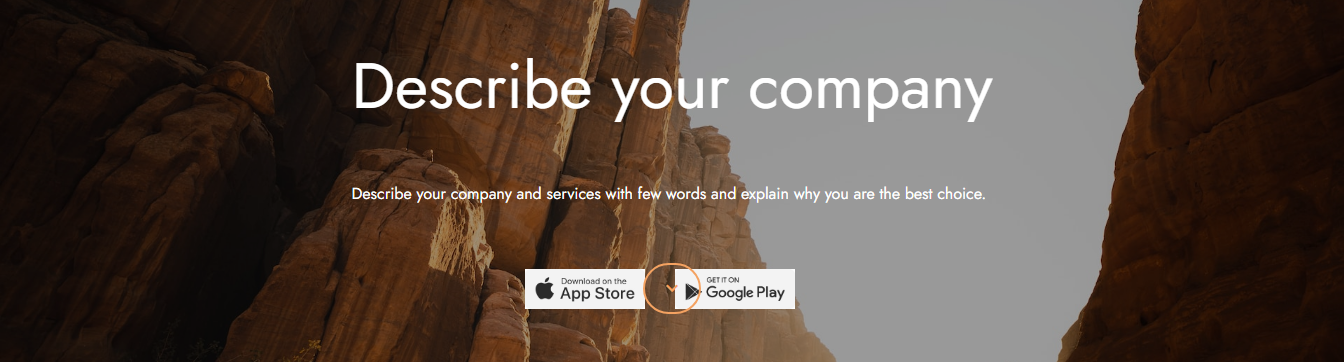 Describe your company
Describe your company and services with few words and explain why you are the best choice.
Download on the
App Store
GET IT ON
Google Play